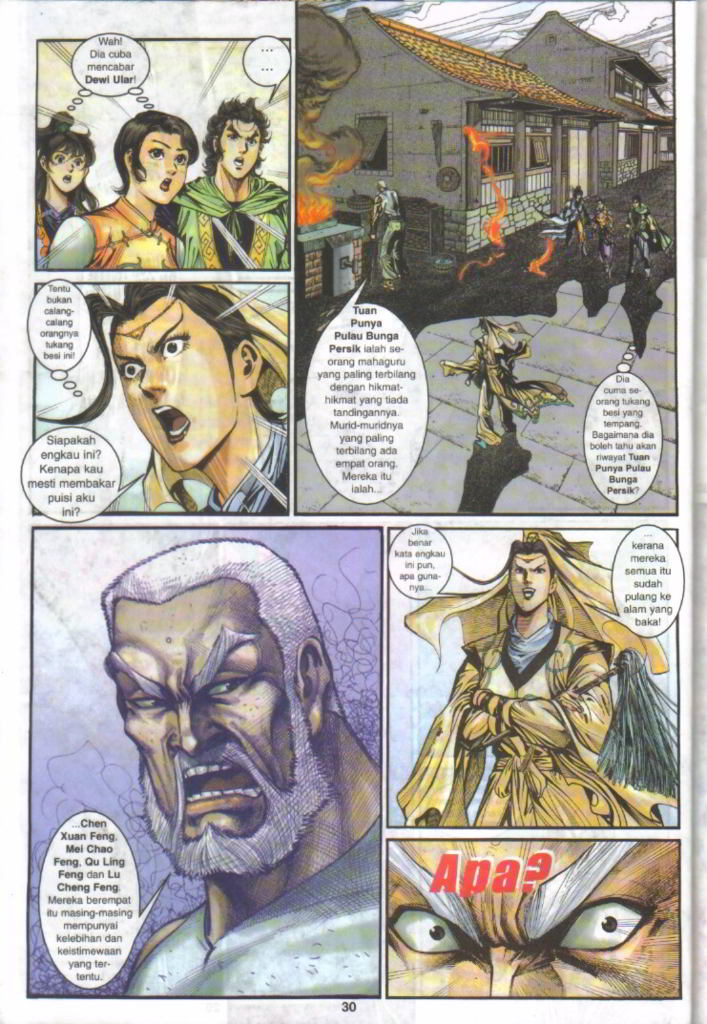 Wah!
Dia cuba
mencabar
Dewi Ular!
...
...
Tentu
bukan
calang-
calang
orangnya
tukang
besi ini!
Siapakah
engkau ini?
Kenapa kau
mesti membakar
puisi aku
ini?
Tuan
Punya
Pulau Bunga
Persik ialah se-
orang mahaguru
yang paling terbilang
dengan hikmat-
hikmat yang tiada
tandingannya.
Murid-muridnya
yang paling
terbilang ada
empat orang.
Mereka itu
ialah...
Dia
cuma se-
orang tukang
besi yang
tempang.
Bagaimana dia
boleh tahu akan
riwayat Tuan
Punya Pulau
Bunga
Persik?
...Chen
Xuan Feng,
Mei Chao
Feng, Qu Ling
Feng dan Lu
Cheng Feng.
Mereka berempat
itu masing-masing
mempunyai
kelebihan dan
keistimewaan
yang ter-
tentu.
Jika
benar
kata engkau
ini pun,
apa guna-
nya...
...
kerana
mereka
semua itu
sudah
pulang ke
alam yang
baka!
Apa?
30